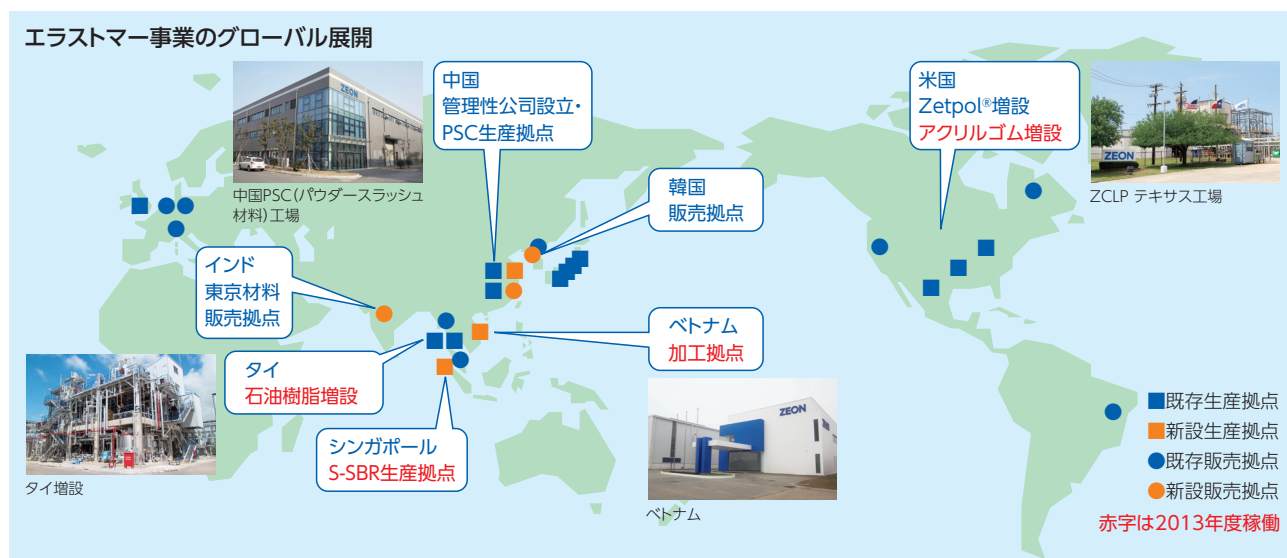 エラストマー事業のグローバル展開
ZEON
中国PSC(パウダースラッシュ
材料)工場
中国
管理性公司設立・
PSC生産拠点
米国
Zetpol®増設
アクリルゴム増設
ZEON
ZCLP テキサス工場
韓国
販売拠点
インド
東京材料
販売拠点
タイ
石油樹脂増設
ベトナム
加工拠点
シンガポール
S-SBR生産拠点
タイ増設
ZEON
ベトナム
■既存生産拠点
■新設生産拠点
●既存販売拠点
●新設販売拠点
赤字は2013年度稼働